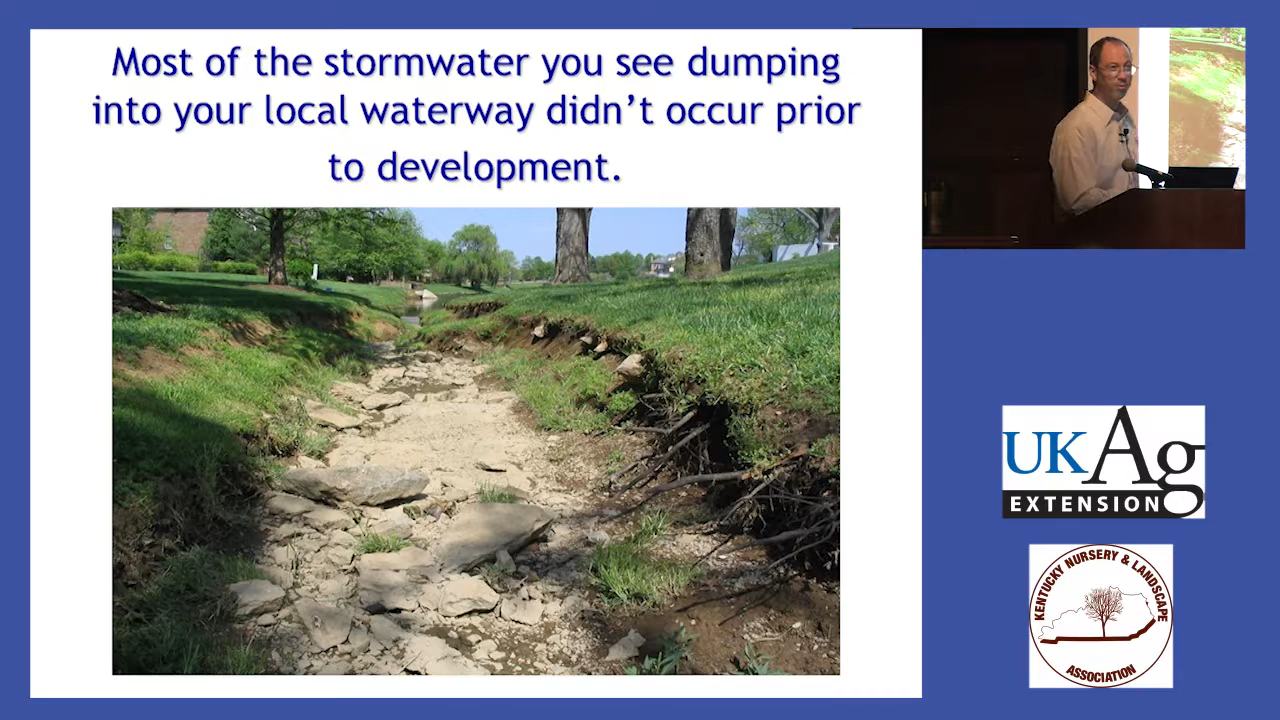 Most of the stormwater you see dumping
into your local waterway didn’t occur prior
to development.
UKAg
EXTENSION
KENTUCKY NURSERY & LANDSCAPE
ASSOCIATION